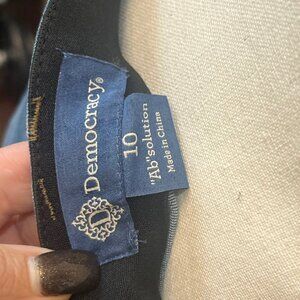 Democracy®
D
10
"Ab"solution
Made in China